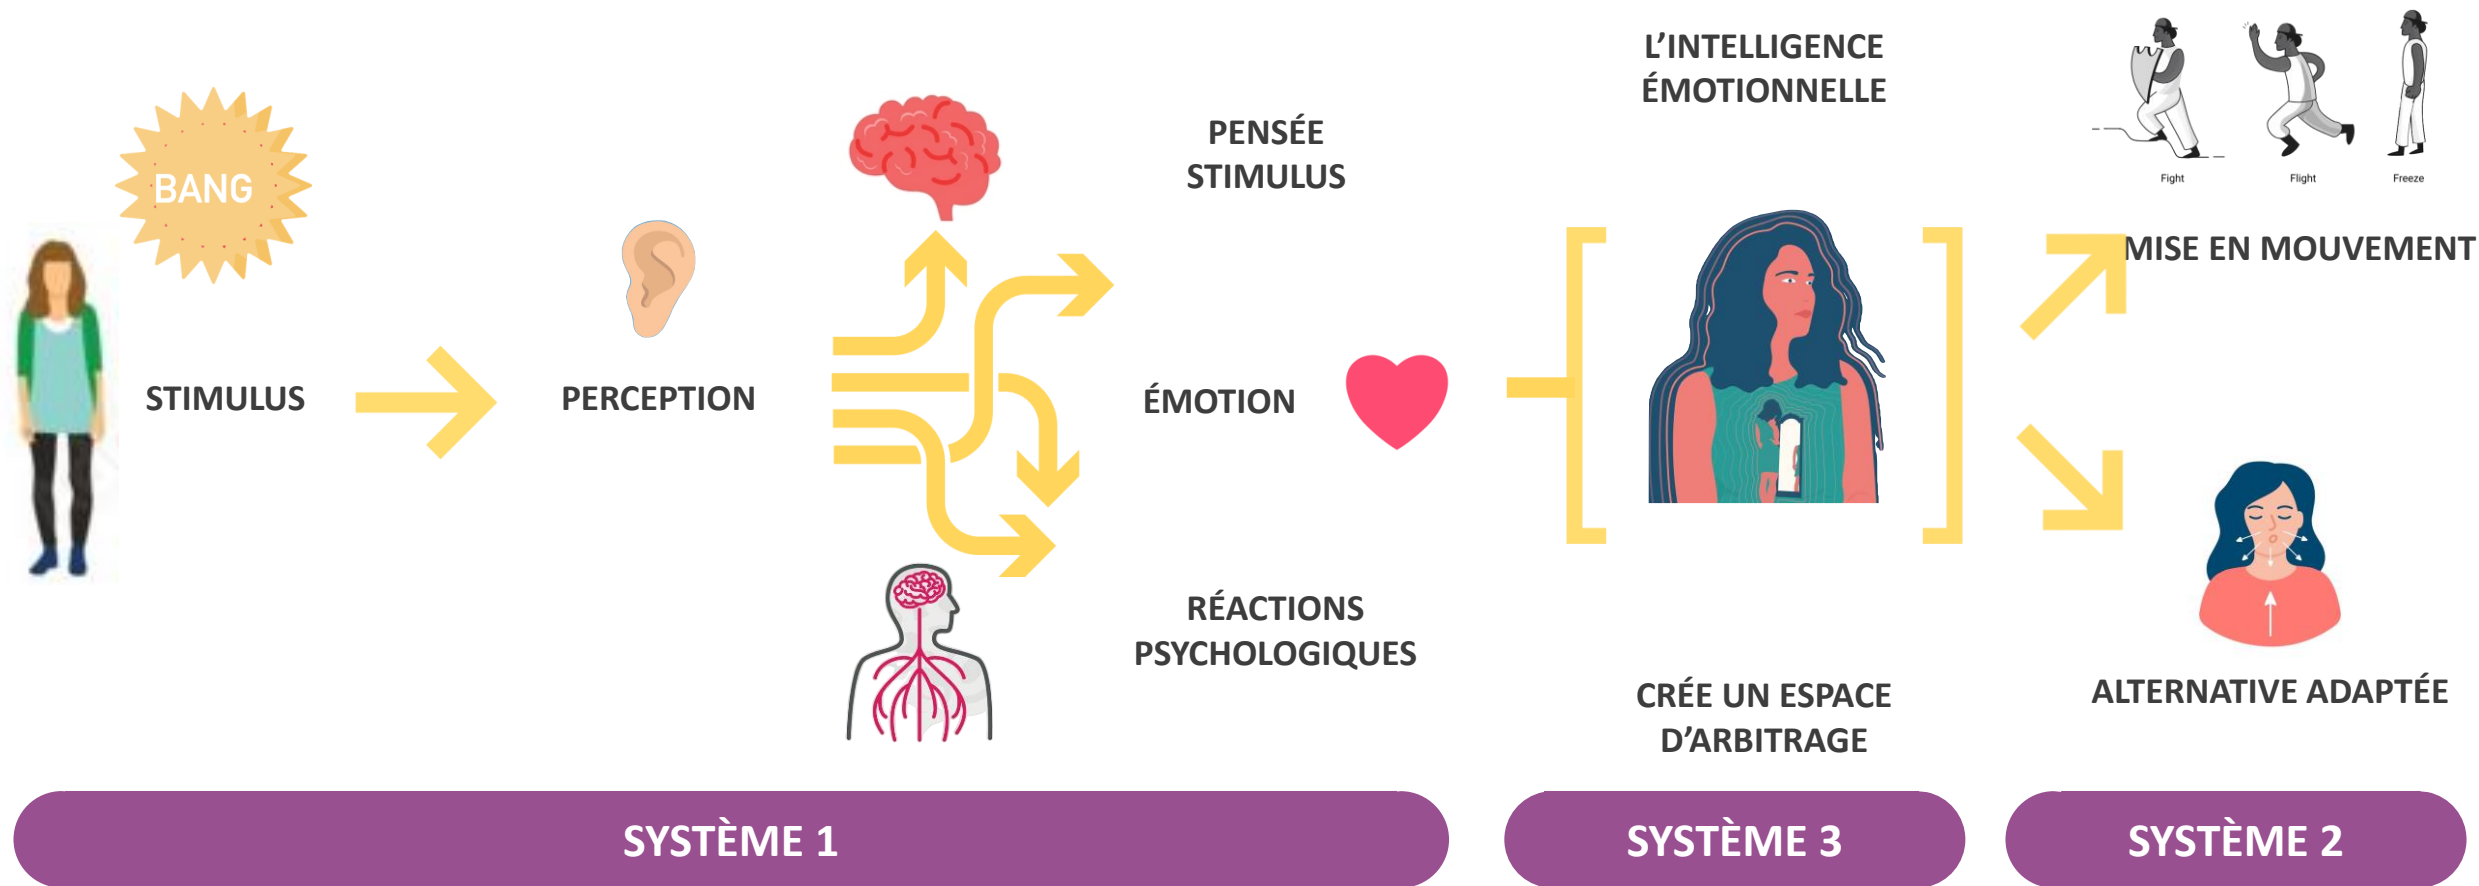 BANG
STIMULUS
PERCEPTION
PENSÉE
STIMULUS
ÉMOTION
RÉACTIONS
PSYCHOLOGIQUES
L’INTELLIGENCE
ÉMOTIONNELLE
CRÉE UN ESPACE
D’ARBITRAGE
Fight
Flight
Freeze
MISE EN MOUVEMENT
ALTERNATIVE ADAPTÉE
SYSTÈME 1
SYSTÈME 3
SYSTÈME 2